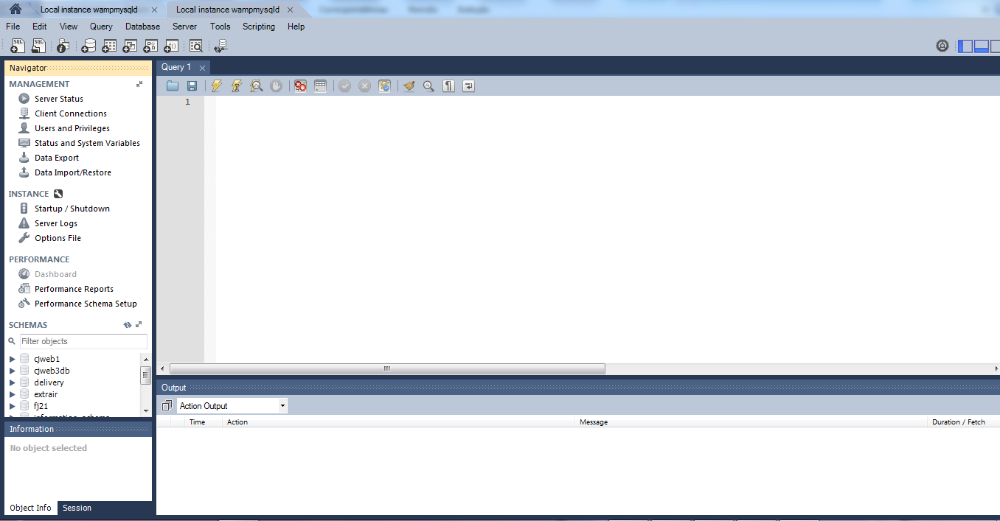 Local instance wampmysqld
Local instance wampmysqld
File Edit View Query Database Server Tools Scripting Help
SQL SQL
Navigator
MANAGEMENT
Server Status
Client Connections
Users and Privileges
Status and System Variables
Data Export
Data Import/Restore
INSTANCE
Startup / Shutdown
Server Logs
Options File
PERFORMANCE
Dashboard
Performance Reports
Performance Schema Setup
SCHEMAS
Filter objects
cjweb1
cjweb3db
delivery
extrair
fj21
information_schema
Information
No object selected
Object Info Session
Query 1
1
Output
Action Output
Time Action Message Duration / Fetch